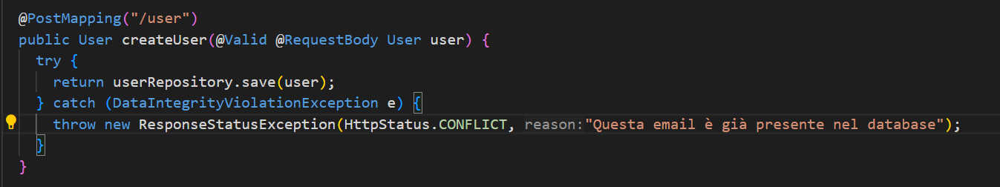 @PostMapping("/user")
public User createUser(@Valid @RequestBody User user) {
try {
return userRepository.save(user);
} catch (DataIntegrityViolationException e) {
throw new ResponseStatusException(HttpStatus.CONFLICT, reason:"Questa email è già presente nel database");
}
}